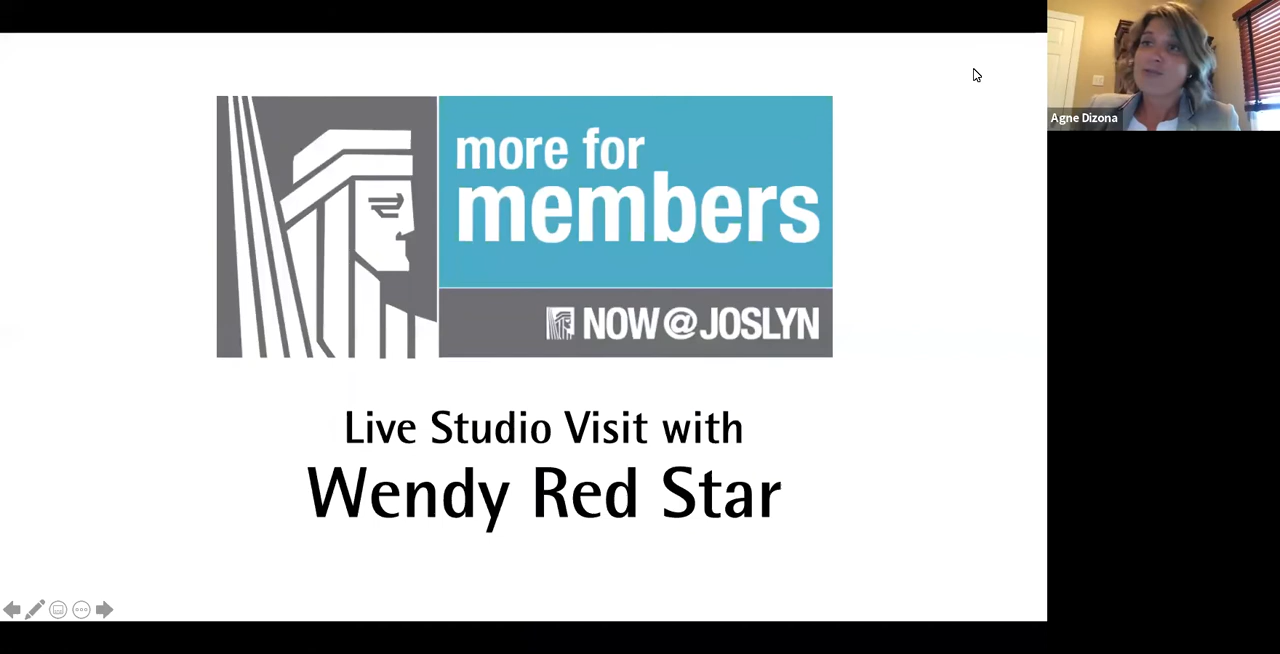 more for
members
NOW@JOSLYN
Live Studio Visit with
Wendy Red Star
Agne Dizona